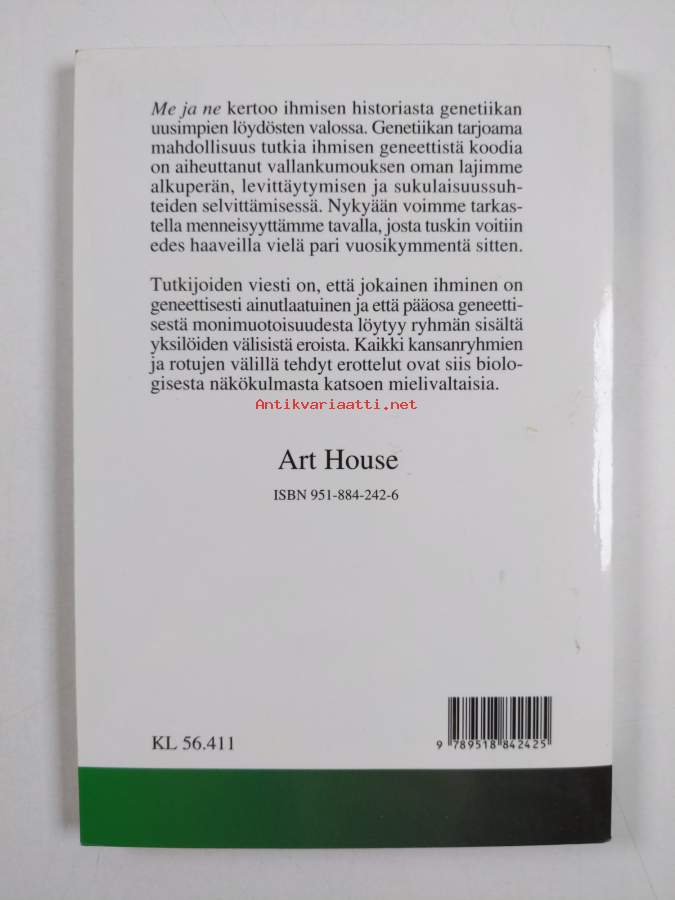 Me ja ne kertoo ihmisen historiasta genetiikan
uusimpien löydösten valossa. Genetiikan tarjoama
mahdollisuus tutkia ihmisen geneettistä koodia
on aiheuttanut vallankumouksen oman lajimme
alkuperän, levittäytymisen ja sukulaisuussuh-
teiden selvittämisessä. Nykyään voimme tarkas-
tella menneisyyttämme tavalla, josta tuskin voitiin
edes haaveilla vielä pari vuosikymmentä sitten.
Tutkijoiden viesti on, että jokainen ihminen on
geneettisesti ainutlaatuinen ja että pääosa geneetti-
sestä monimuotoisuudesta löytyy ryhmän sisältä
yksilöiden välisistä eroista. Kaikki kansanryhmien
ja rotujen välillä tehdyt erottelut ovat siis biolo-
gisesta näkökulmasta katsoen mielivaltaisia.
Antikvariaatti.net
Art House
ISBN 951-884-242-6
KL 56.411
9 789518 842425